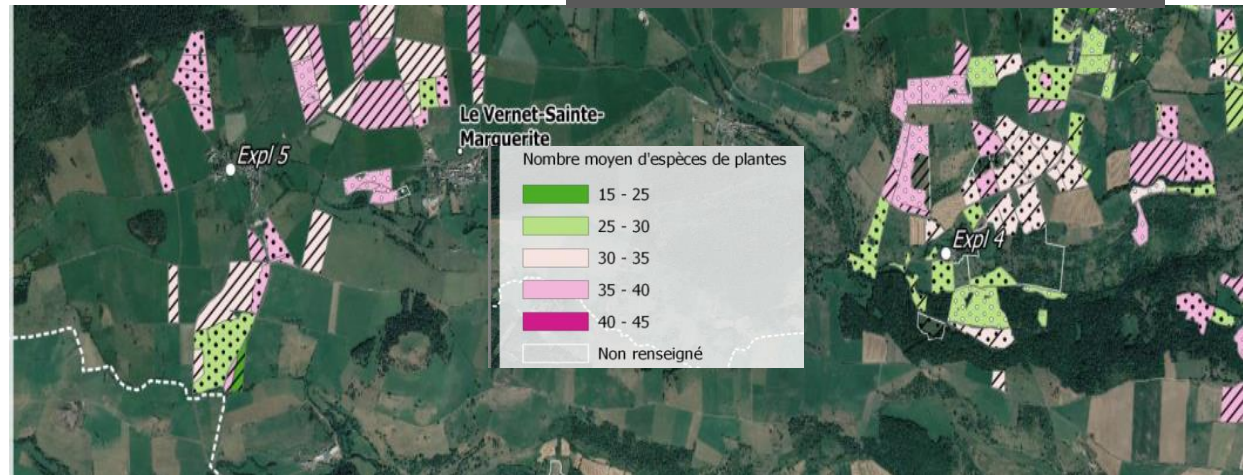 Expl 5
Le Vernet-Sainte-
Marguerite
Nombre moyen d'espèces de plantes
15 - 25
25 - 30
30 - 35
35 - 40
40 - 45
Non renseigné
Expl 4